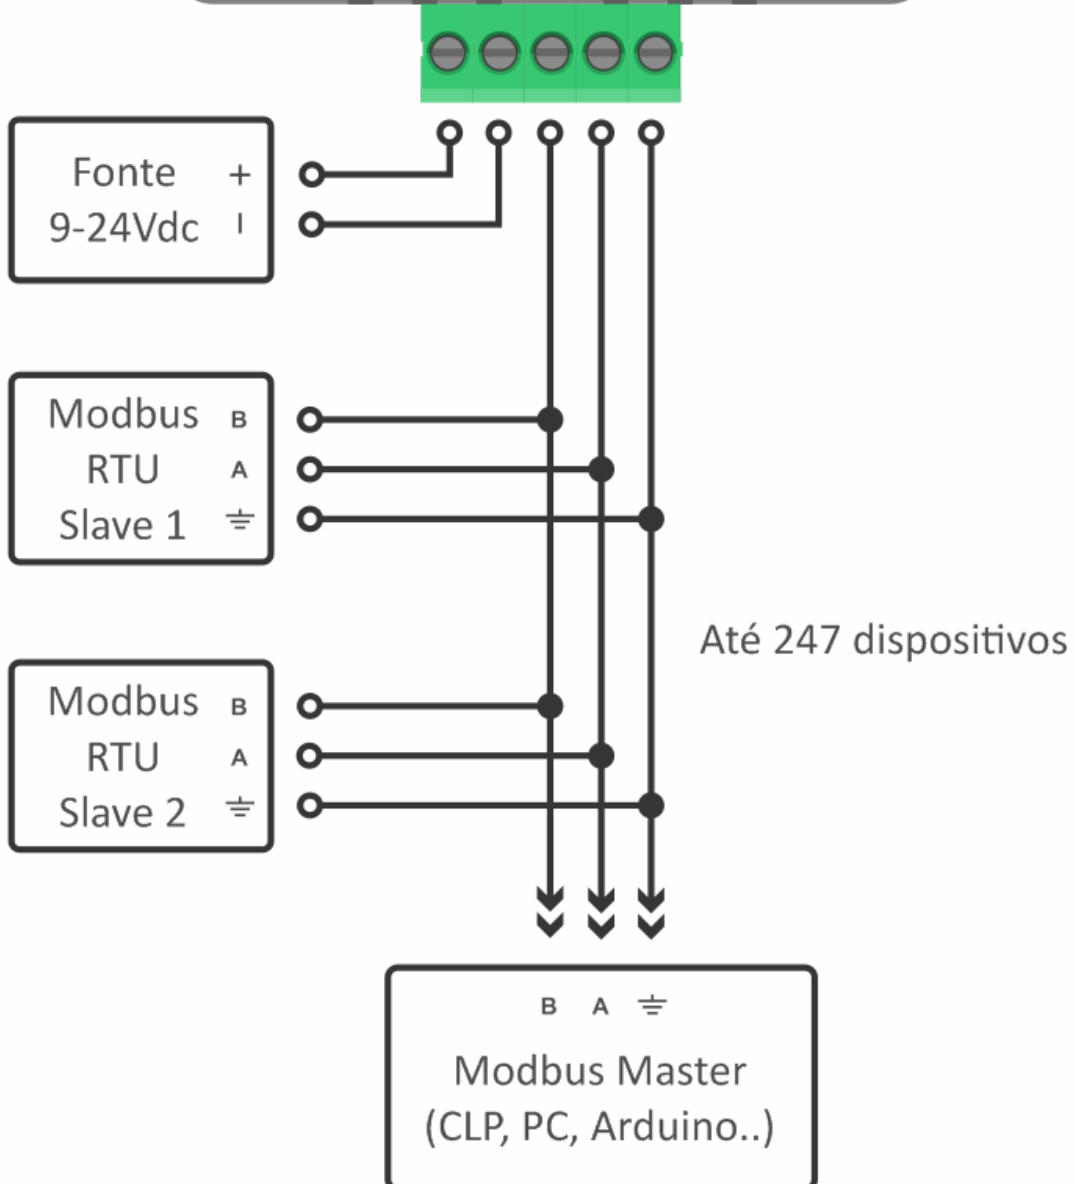 Fonte +
9-24Vdc -
Modbus B
RTU A
Slave 1
Até 247 dispositivos
Modbus B
RTU A
Slave 2
B A
Modbus Master
(CLP, PC, Arduino..)